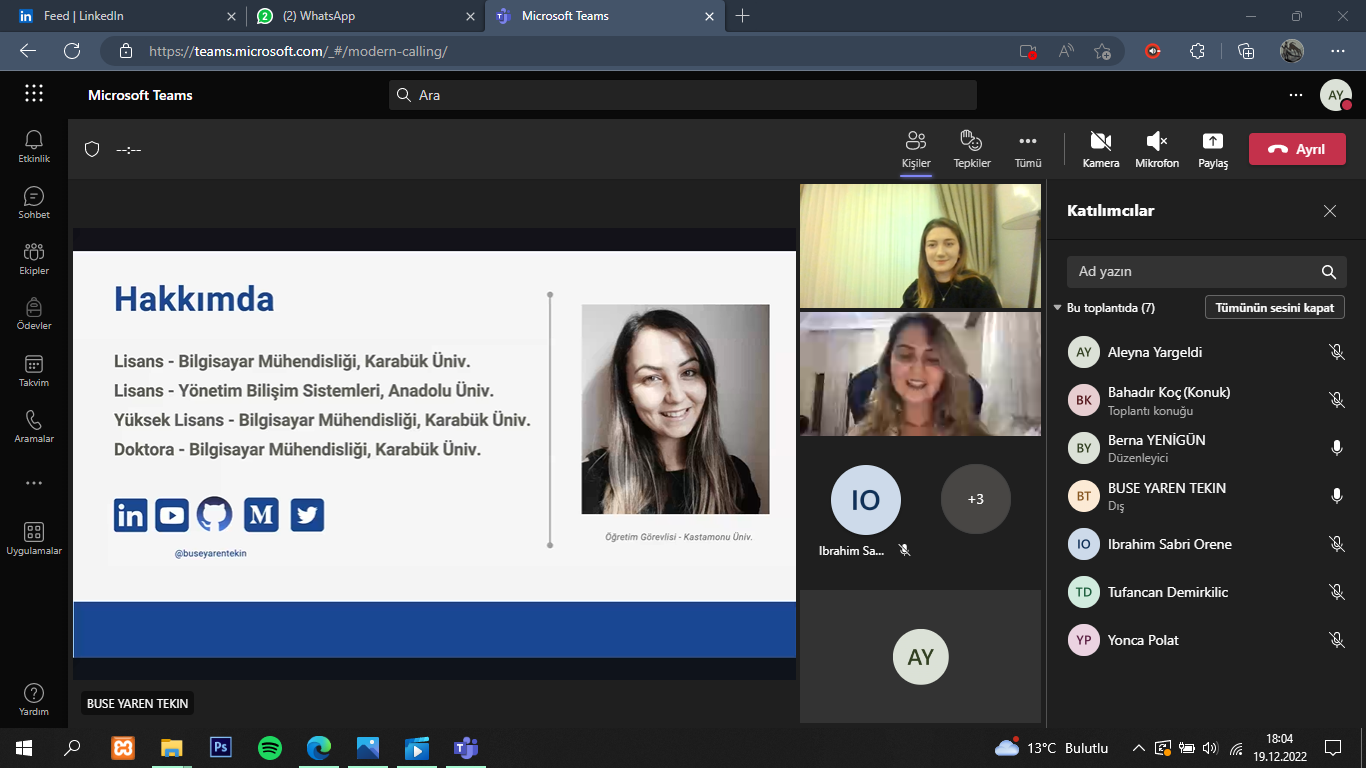 Feed | LinkedIn
(2) WhatsApp
Microsoft Teams
https://teams.microsoft.com/_#/modern-calling/
Microsoft Teams
Ara
AY
Etkinlik
Sohbet
Ekipler
Ödevler
Takvim
Aramalar
Uygulamalar
Yardım
--:--
Kişiler
Tepkiler
Tümü
Kamera
Mikrofon
Paylaş
Ayrıl
Hakkımda
Lisans - Bilgisayar Mühendisliği, Karabük Üniv.
Lisans - Yönetim Bilişim Sistemleri, Anadolu Üniv.
Yüksek Lisans - Bilgisayar Mühendisliği, Karabük Üniv.
Doktora - Bilgisayar Mühendisliği, Karabük Üniv.
@buseyarentekin
Öğretim Görevlisi - Kastamonu Üniv.
BUSE YAREN TEKIN
IO
+3
Ibrahim Sa...
AY
Katılımcılar
Ad yazın
Bu toplantıda (7)
Tümünün sesini kapat
AY Aleyna Yargeldi
BK Bahadır Koç (Konuk)
Toplantı konuğu
BY Berna YENİGÜN
Düzenleyici
BT BUSE YAREN TEKIN
Dış
IO Ibrahim Sabri Orene
TD Tufancan Demirkilic
YP Yonca Polat
13°C Bulutlu
18:04
19.12.2022